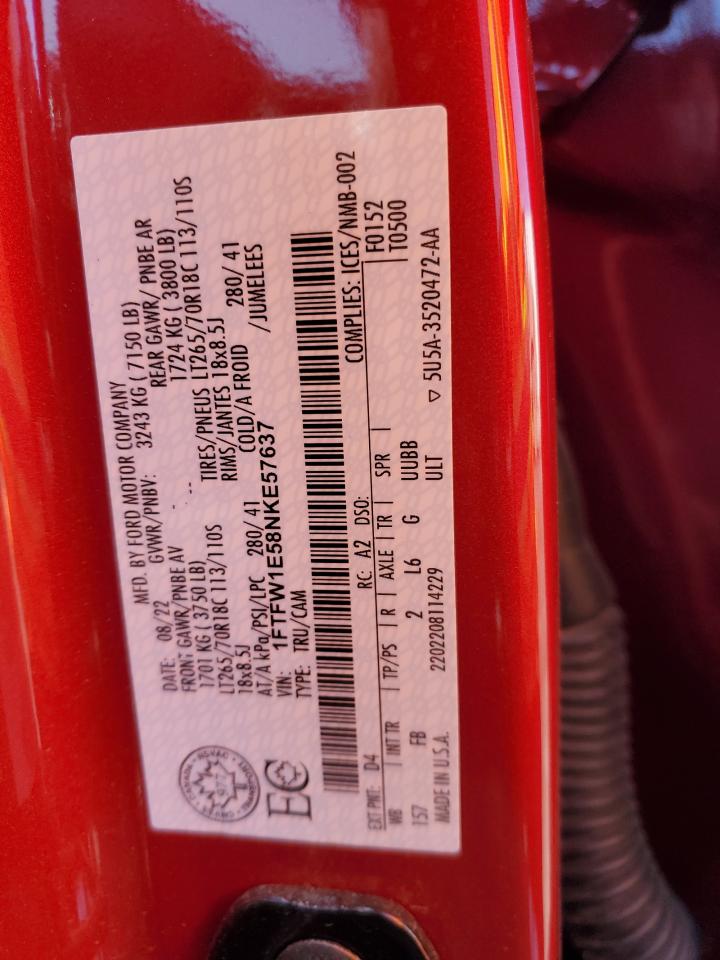 MFD. BY FORD MOTOR COMPANY
DATE: 08/22 GVWR/PNBV: 3243 KG ( 7150 LB)
FRONT GAWR/PNBE AV REAR GAWR/ PNBE AR
1701 KG ( 3750 LB) 1724 KG ( 3800 LB)
LT265/70R18C 113/110S TIRES/PNEUS LT265/70R18C 113/110S
18x8.5J RIMS/JANTES 18x8.5J
AT/A kPa/PSI/LPC 280/ 41 COLD/A FROID 280/ 41
VIN: 1FTFW1E58NKE57637 /JUMELEES
TYPE: TRU/CAM
COMPLIES: ICES/NMB-002
EXT PNT: D4 RC: A2 DSO: F0152
WB INT TR TP/PS R AXLE TR SPR T0500
157 FB 2 L6 G UUBB
MADE IN U.S.A. 2202208114229 ULT ▽ 5U5A-3520472-AA